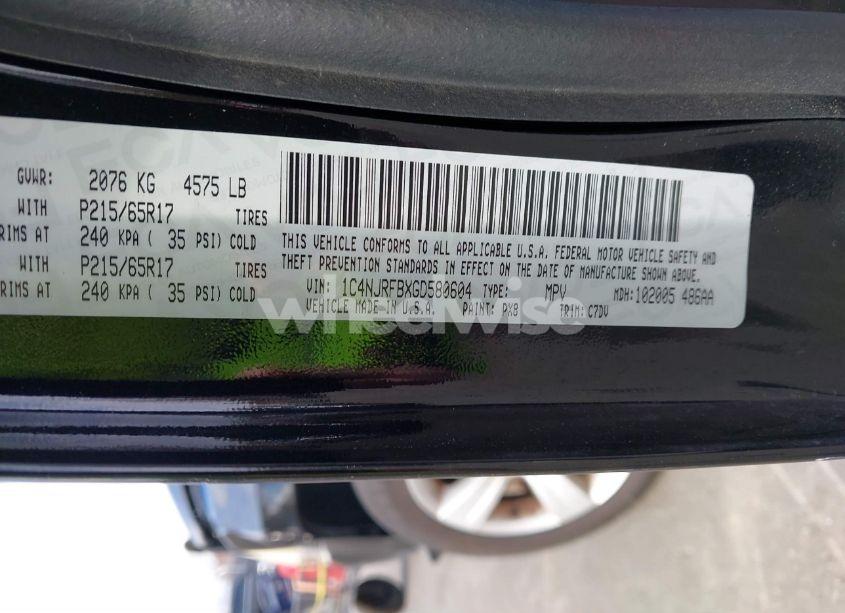 GVWR: 2076 KG 4575 LB
WITH P215/65R17 TIRES
RIMS AT 240 KPA ( 35 PSI) COLD
WITH P215/65R17 TIRES
RIMS AT 240 KPA ( 35 PSI) COLD
THIS VEHICLE CONFORMS TO ALL APPLICABLE U.S.A. FEDERAL MOTOR VEHICLE SAFETY AND
THEFT PREVENTION STANDARDS IN EFFECT ON THE DATE OF MANUFACTURE SHOWN ABOVE.
VIN: 1C4NJRFBXGD580604 TYPE: MPV MDH:102005 486AA
VEHICLE MADE IN U.S.A. PAINT: PX8 TRIM: C7DV
wheelwise